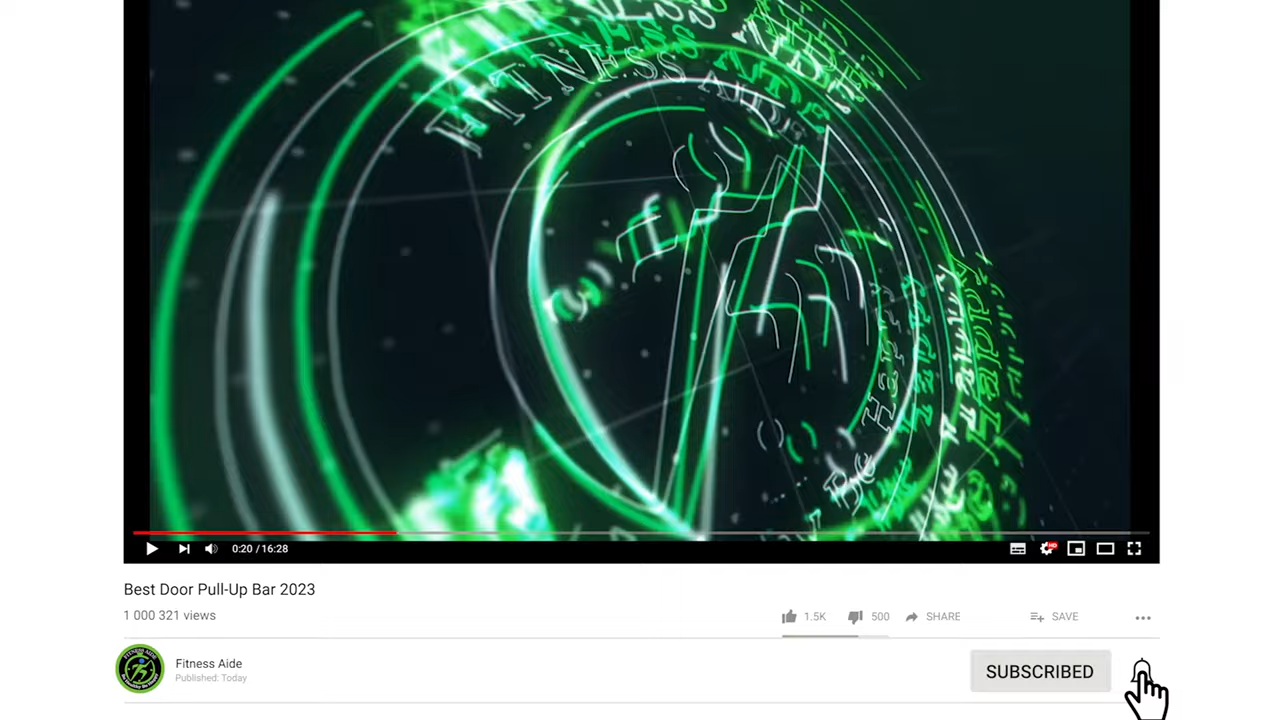 FITNESS AIDE
0:20 / 16:28
HD
Best Door Pull-Up Bar 2023
1 000 321 views
1.5K
500
SHARE
SAVE
Fitness Aide
Published: Today
SUBSCRIBED